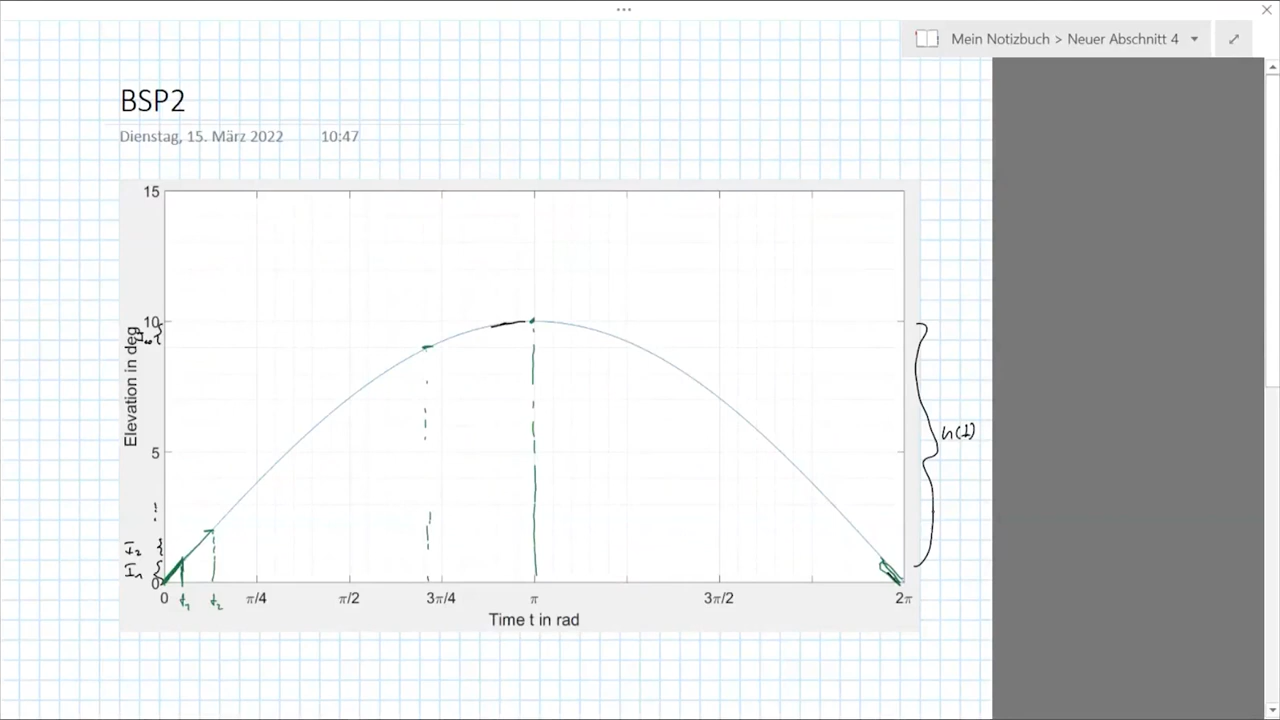 Mein Notizbuch > Neuer Abschnitt 4
BSP2
Dienstag, 15. März 2022 10:47
15
10
5
0
Elevation in deg
h(t)
t₁ t₂
0 π/4 π/2 3π/4 π 3π/2 2π
Time t in rad